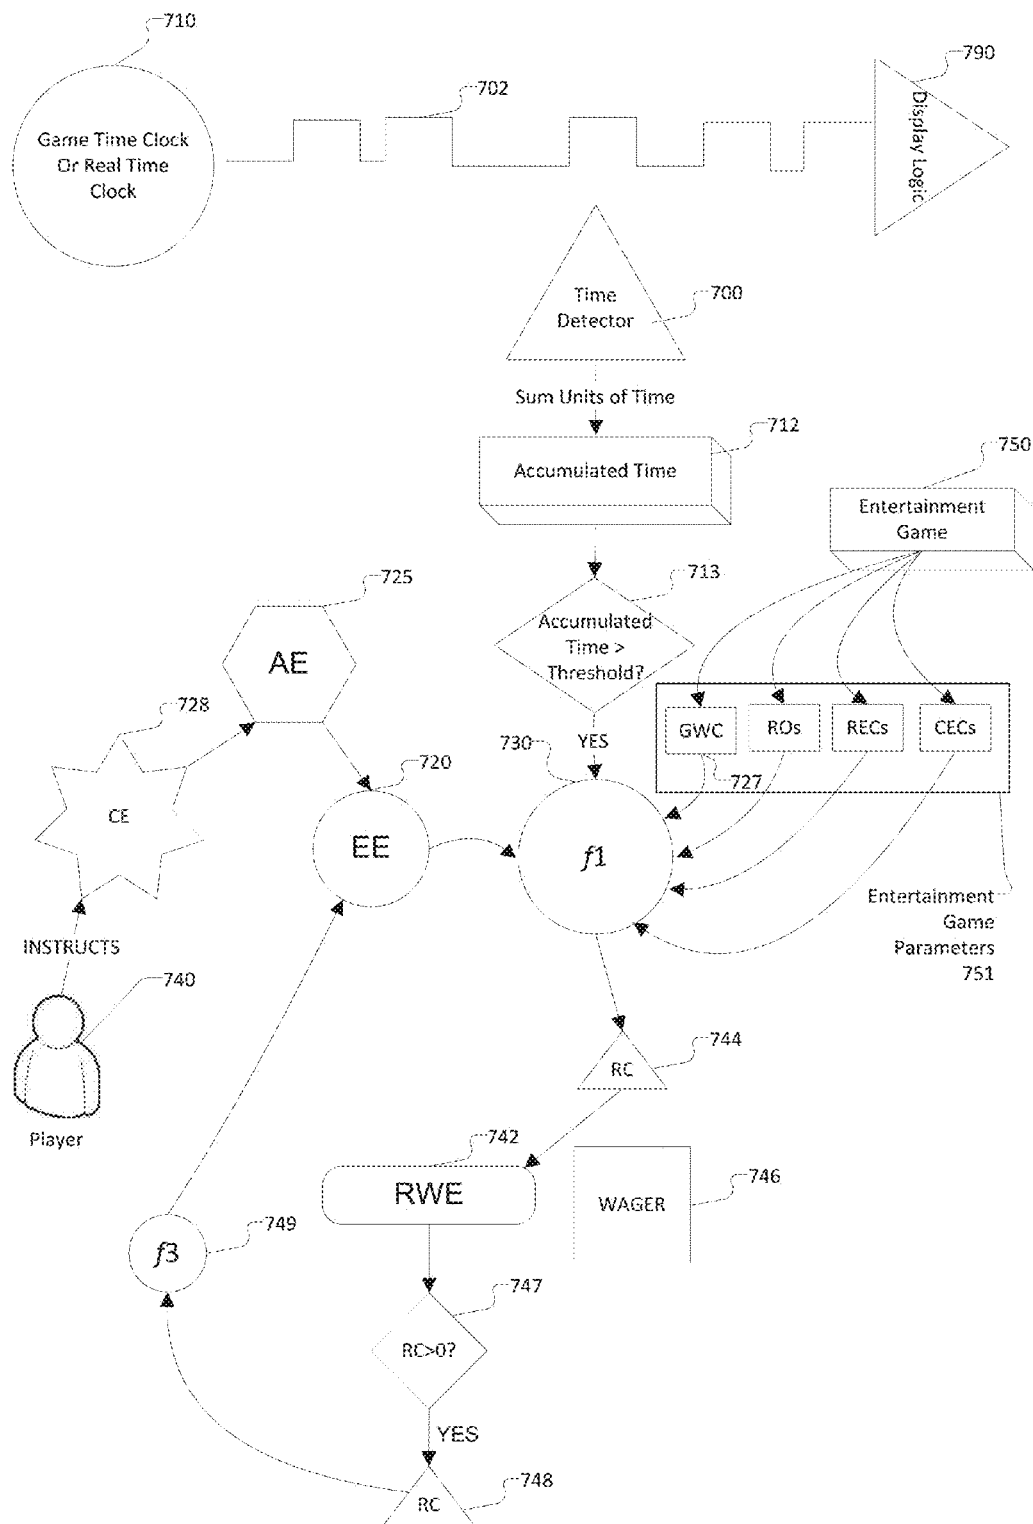 710
702
790
Game Time Clock
Or Real Time
Clock
Display Logic
Time
Detector
700
Sum Units of Time
712
Accumulated Time
750
Entertainment
Game
713
Accumulated
Time >
Threshold?
725
AE
728
CE
YES
730
720
EE
f1
GWC
ROs
RECs
CECs
727
Entertainment
Game
Parameters
751
INSTRUCTS
740
Player
744
RC
742
RWE
WAGER
746
f3
749
747
RC>0?
YES
748
RC